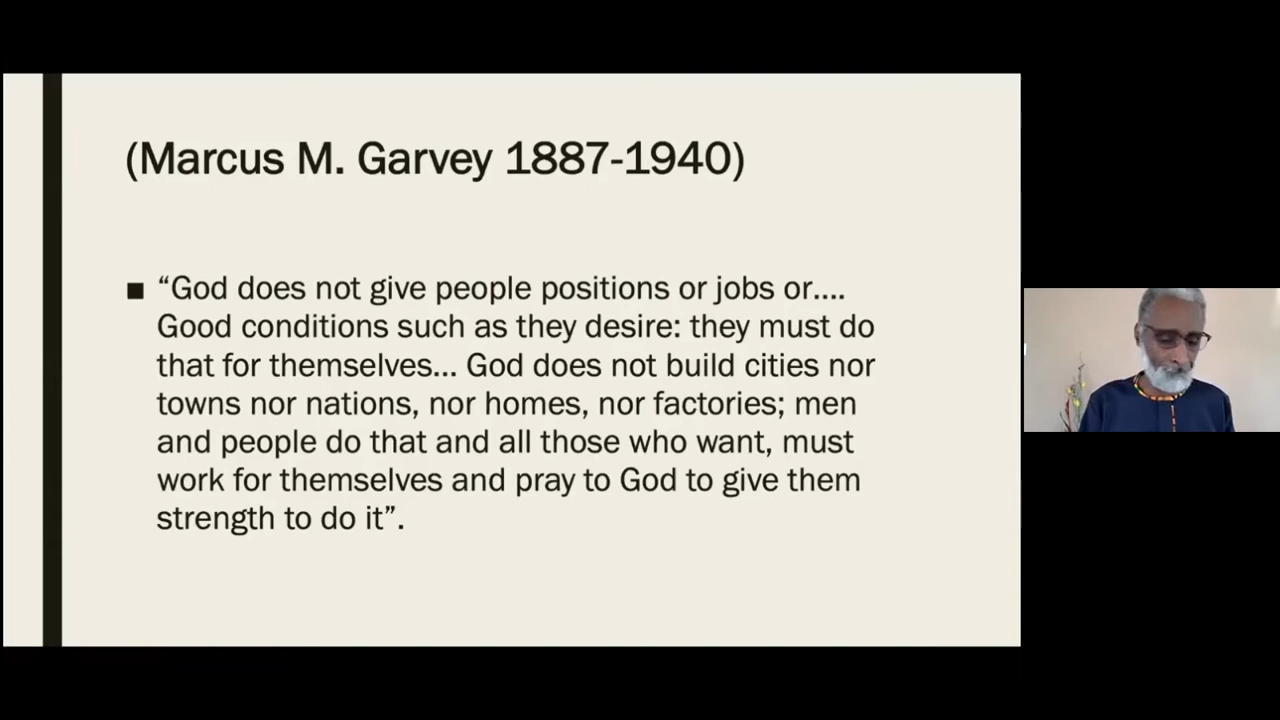 (Marcus M. Garvey 1887-1940)
■ “God does not give people positions or jobs or....
Good conditions such as they desire: they must do
that for themselves... God does not build cities nor
towns nor nations, nor homes, nor factories; men
and people do that and all those who want, must
work for themselves and pray to God to give them
strength to do it”.